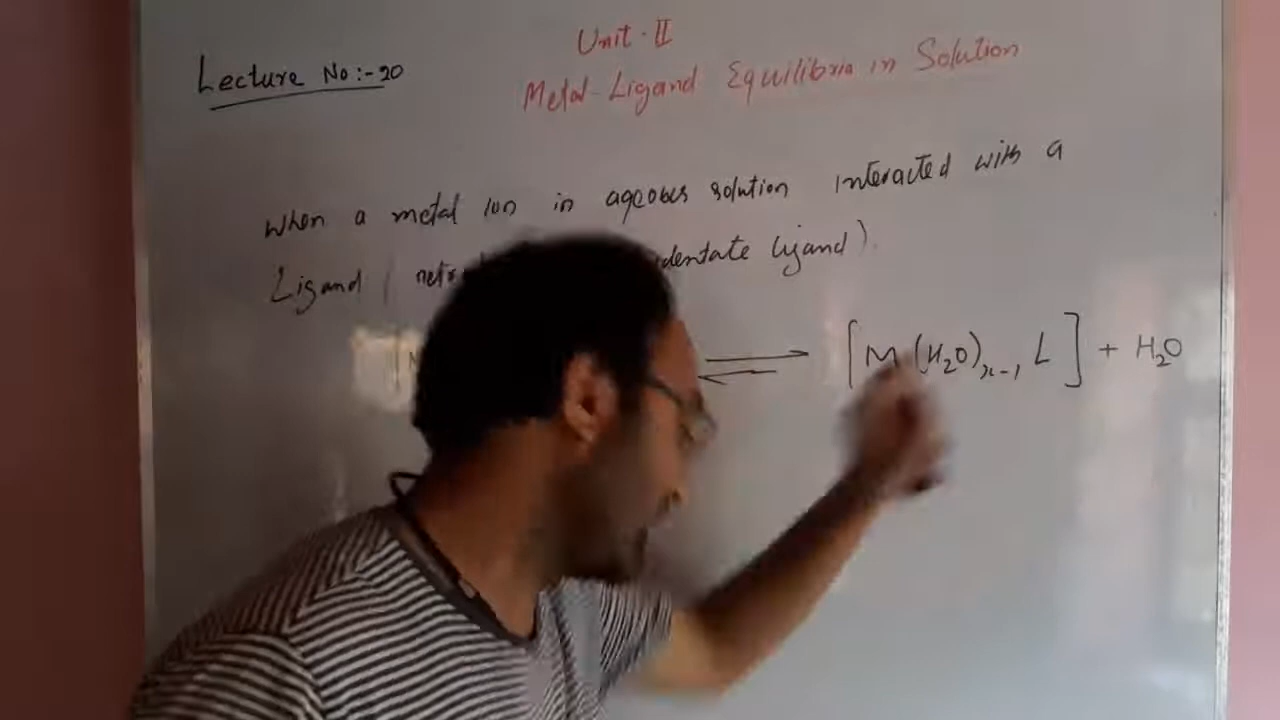 Unit-II
Lecture No:-20
Metal-Ligand Equilibria in Solution
When a metal ion in aqeous solution interacted with a
Ligand ( dentate ligand).
⇌ [M(H₂O)ₓ₋₁ L] + H₂O